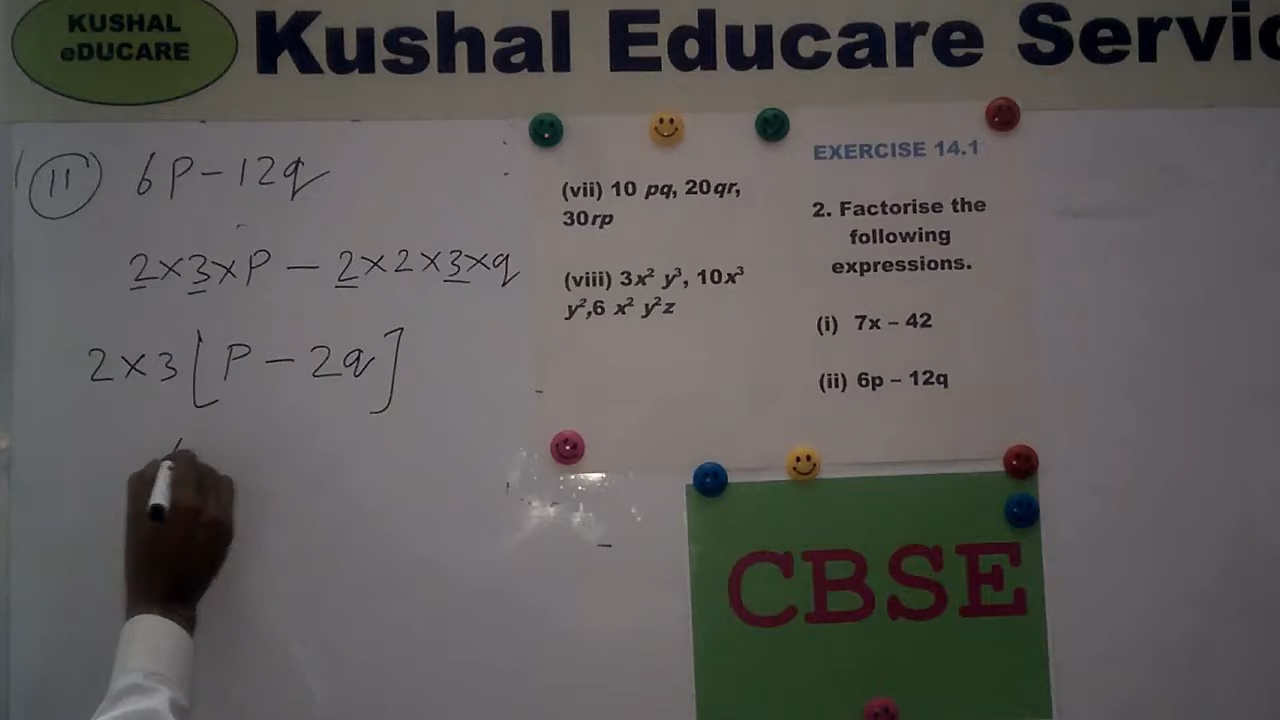 KUSHAL
eDUCARE
Kushal Educare Servic
(11) 6P-12q
2×3×P - 2×2×3×q
2×3[P-2q]
(vii) 10 pq, 20qr,
30rp
(viii) 3x² y³, 10x³
y²,6 x² y²z
EXERCISE 14.1
2. Factorise the
following
expressions.
(i) 7x – 42
(ii) 6p – 12q
CBSE